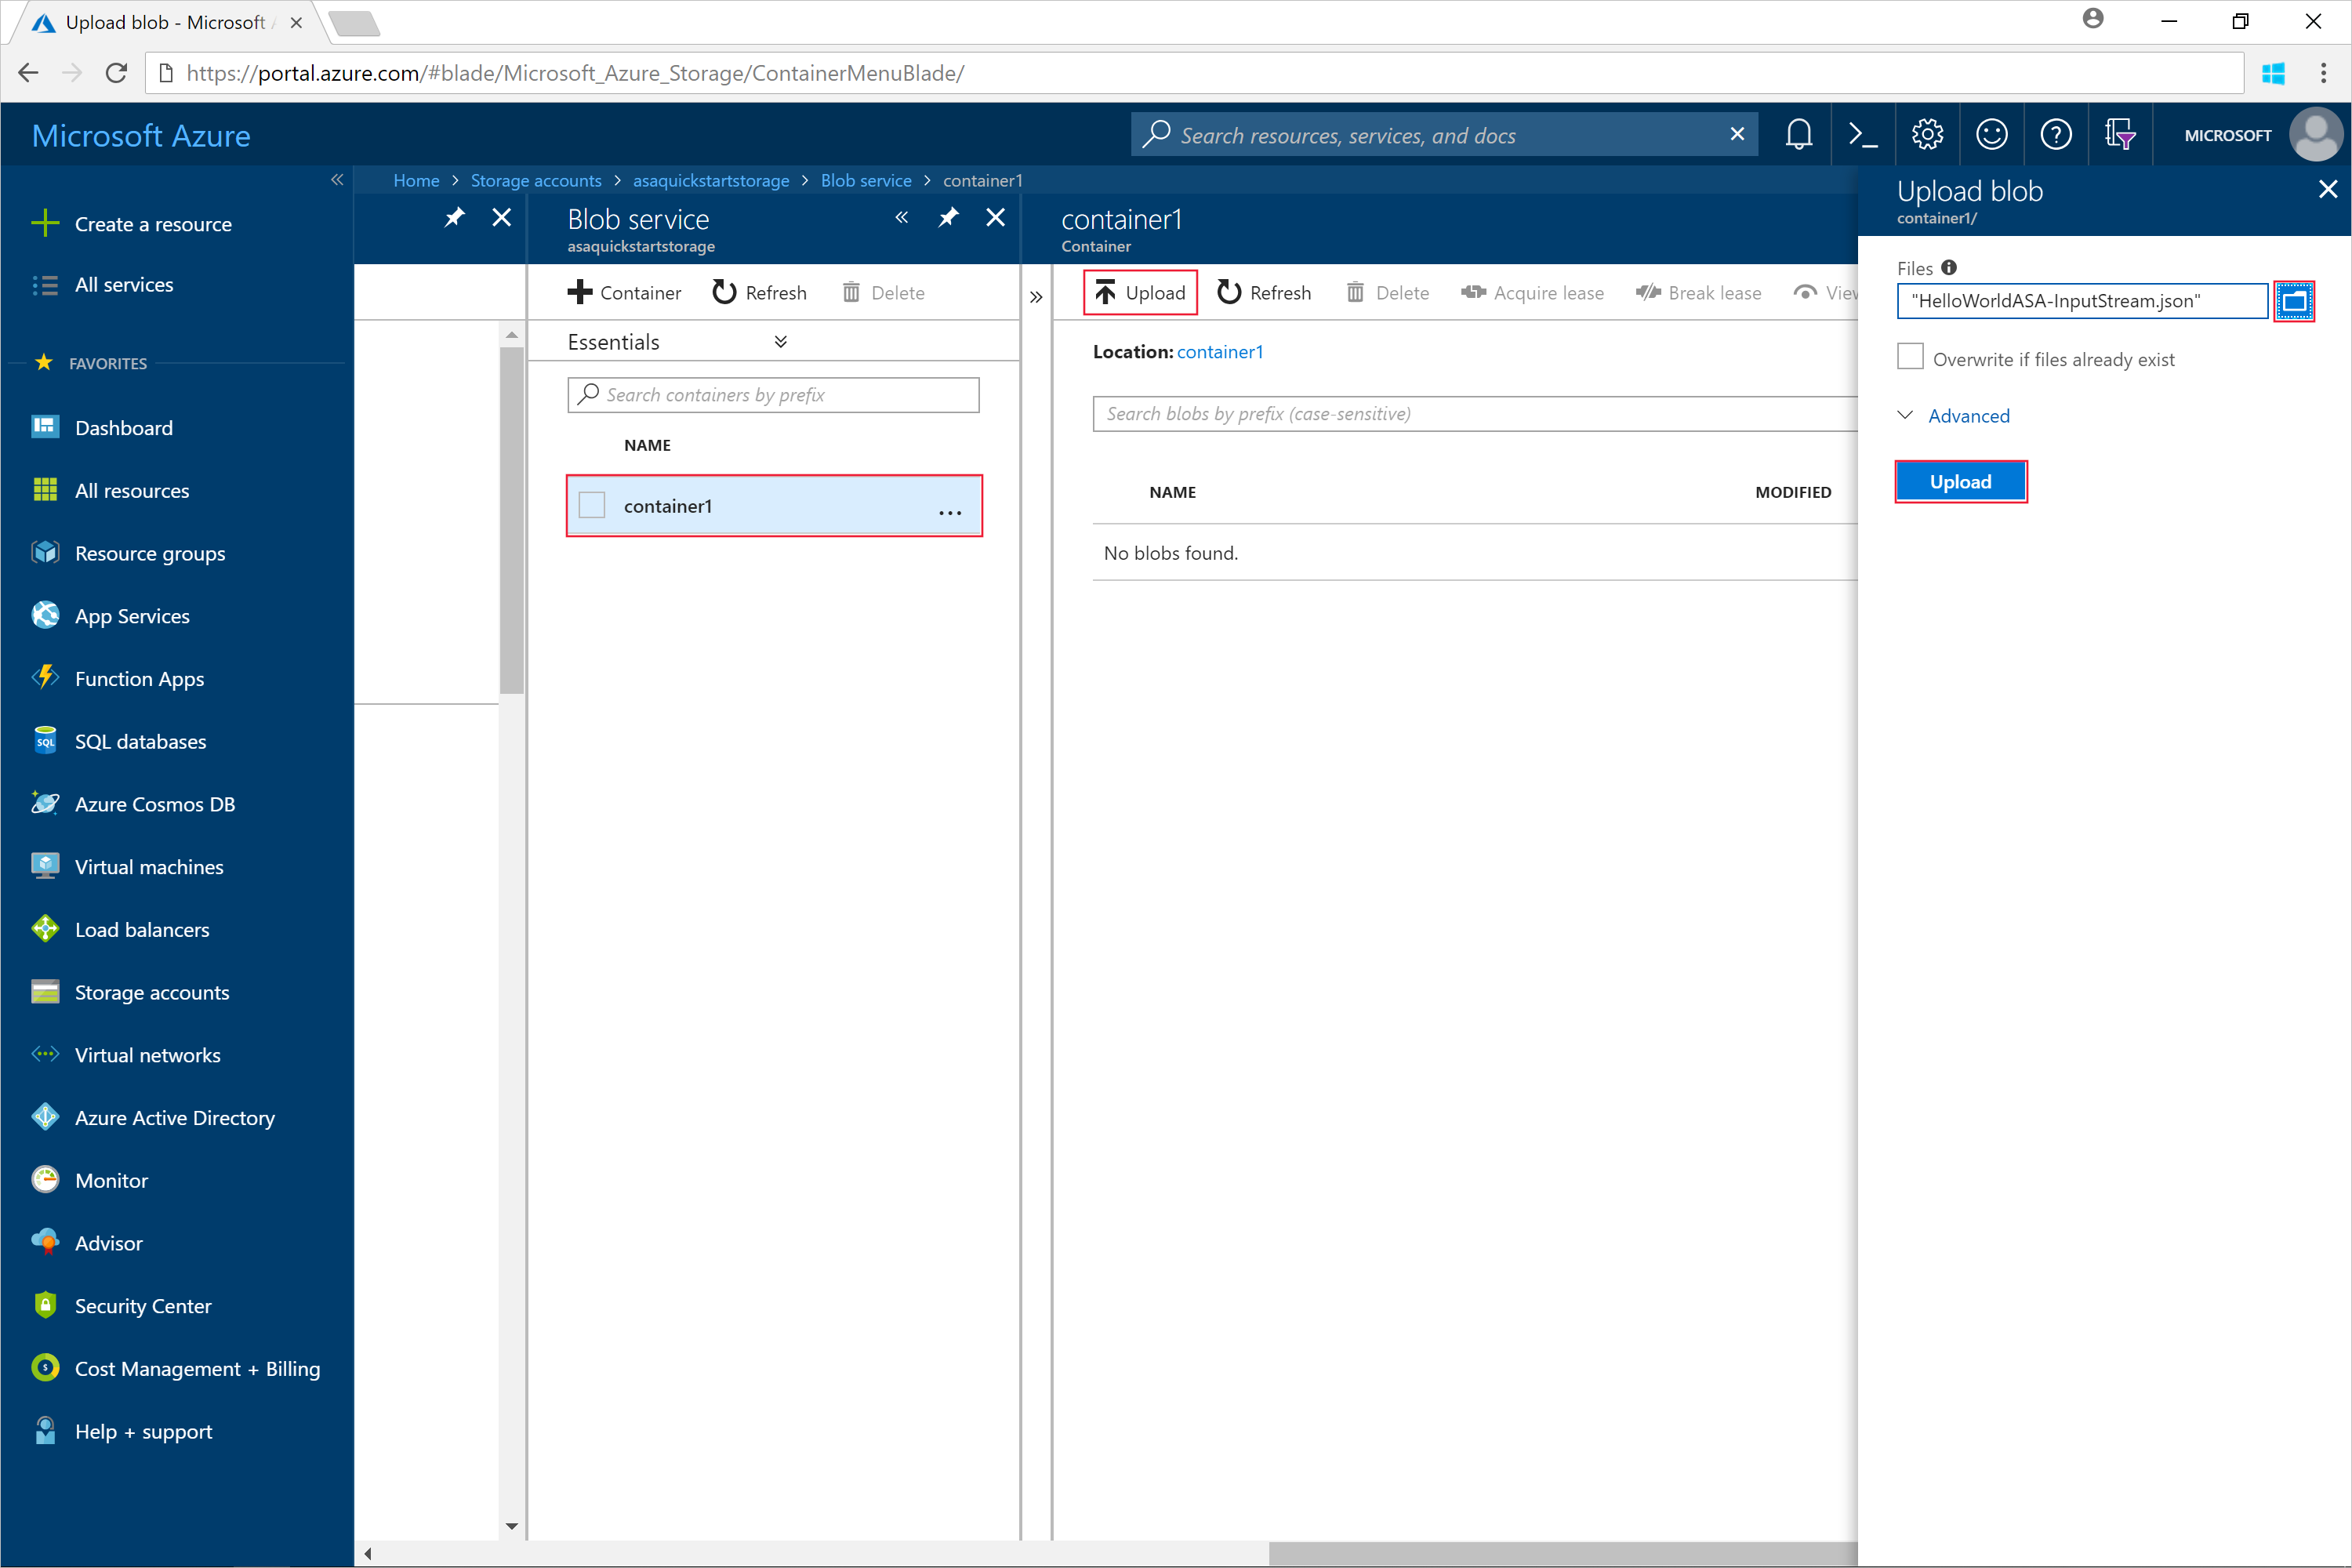 Upload blob - Microsoft
https://portal.azure.com/#blade/Microsoft_Azure_Storage/ContainerMenuBlade/
Microsoft Azure
Search resources, services, and docs
MICROSOFT
Home > Storage accounts > asaquickstartstorage > Blob service > container1
Create a resource
All services
FAVORITES
Dashboard
All resources
Resource groups
App Services
Function Apps
SQL databases
SQL
Azure Cosmos DB
Virtual machines
Load balancers
Storage accounts
Virtual networks
Azure Active Directory
Monitor
Advisor
Security Center
Cost Management + Billing
Help + support
Blob service
asaquickstartstorage
Container Refresh Delete
Essentials
Search containers by prefix
NAME
container1 ...
container1
Container
Upload Refresh Delete Acquire lease Break lease
Location: container1
Search blobs by prefix (case-sensitive)
NAME MODIFIED
No blobs found.
Upload blob
container1/
Files
"HelloWorldASA-InputStream.json"
Overwrite if files already exist
Advanced
Upload